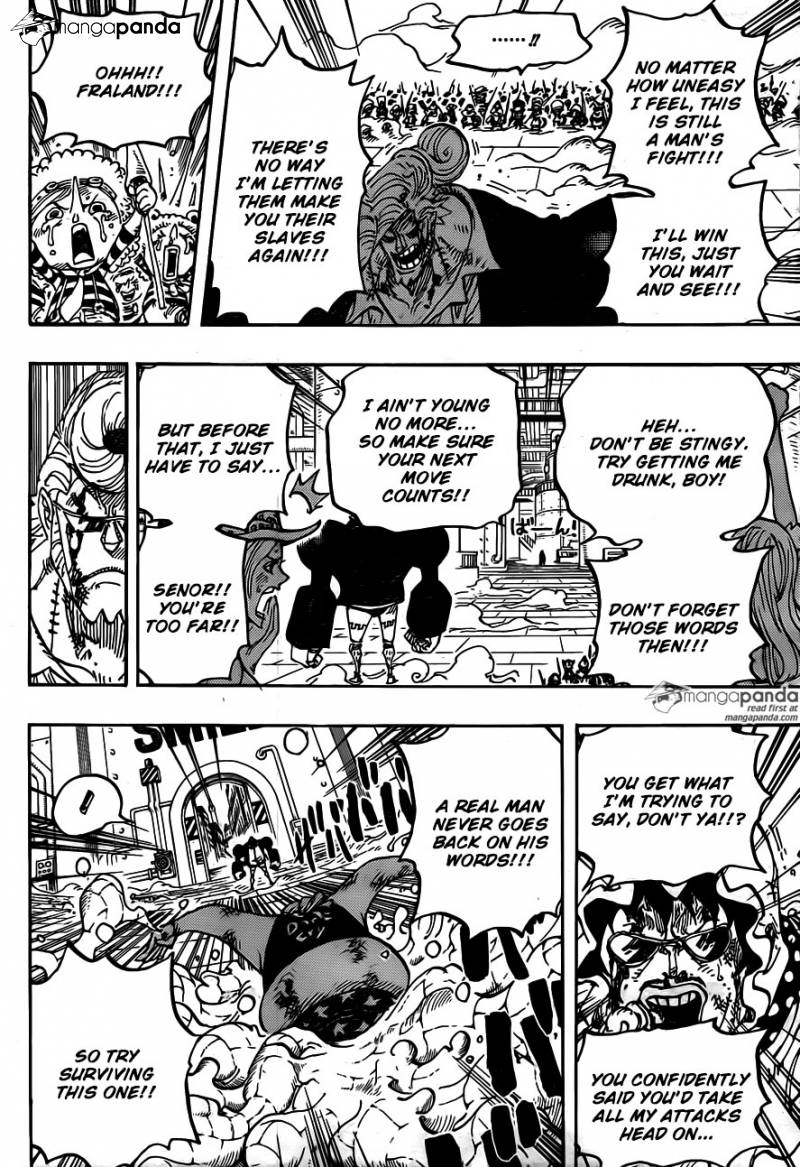 mangapanda
......!!
NO MATTER
HOW UNEASY
I FEEL, THIS
IS STILL
A MAN'S
FIGHT!!!
I'LL WIN
THIS, JUST
YOU WAIT
AND SEE!!!
THERE'S
NO WAY
I'M LETTING
THEM MAKE
YOU THEIR
SLAVES
AGAIN!!!
OHHH!!
FRALAND!!!
HEH...
DON'T BE STINGY.
TRY GETTING ME
DRUNK, BOY!
DON'T FORGET
THOSE WORDS
THEN!!!
ばーん!
I AIN'T YOUNG
NO MORE...
SO MAKE SURE
YOUR NEXT
MOVE
COUNTS!!
BUT BEFORE
THAT, I JUST
HAVE TO SAY...
SENOR!!
YOU'RE
TOO FAR!!
mangapanda
read first at
mangapanda.com
YOU GET WHAT
I'M TRYING TO
SAY, DON'T YA!!?
YOU CONFIDENTLY
SAID YOU'D TAKE
ALL MY ATTACKS
HEAD ON...
A REAL MAN
NEVER GOES
BACK ON HIS
WORDS!!!
!
SO TRY
SURVIVING
THIS ONE!!